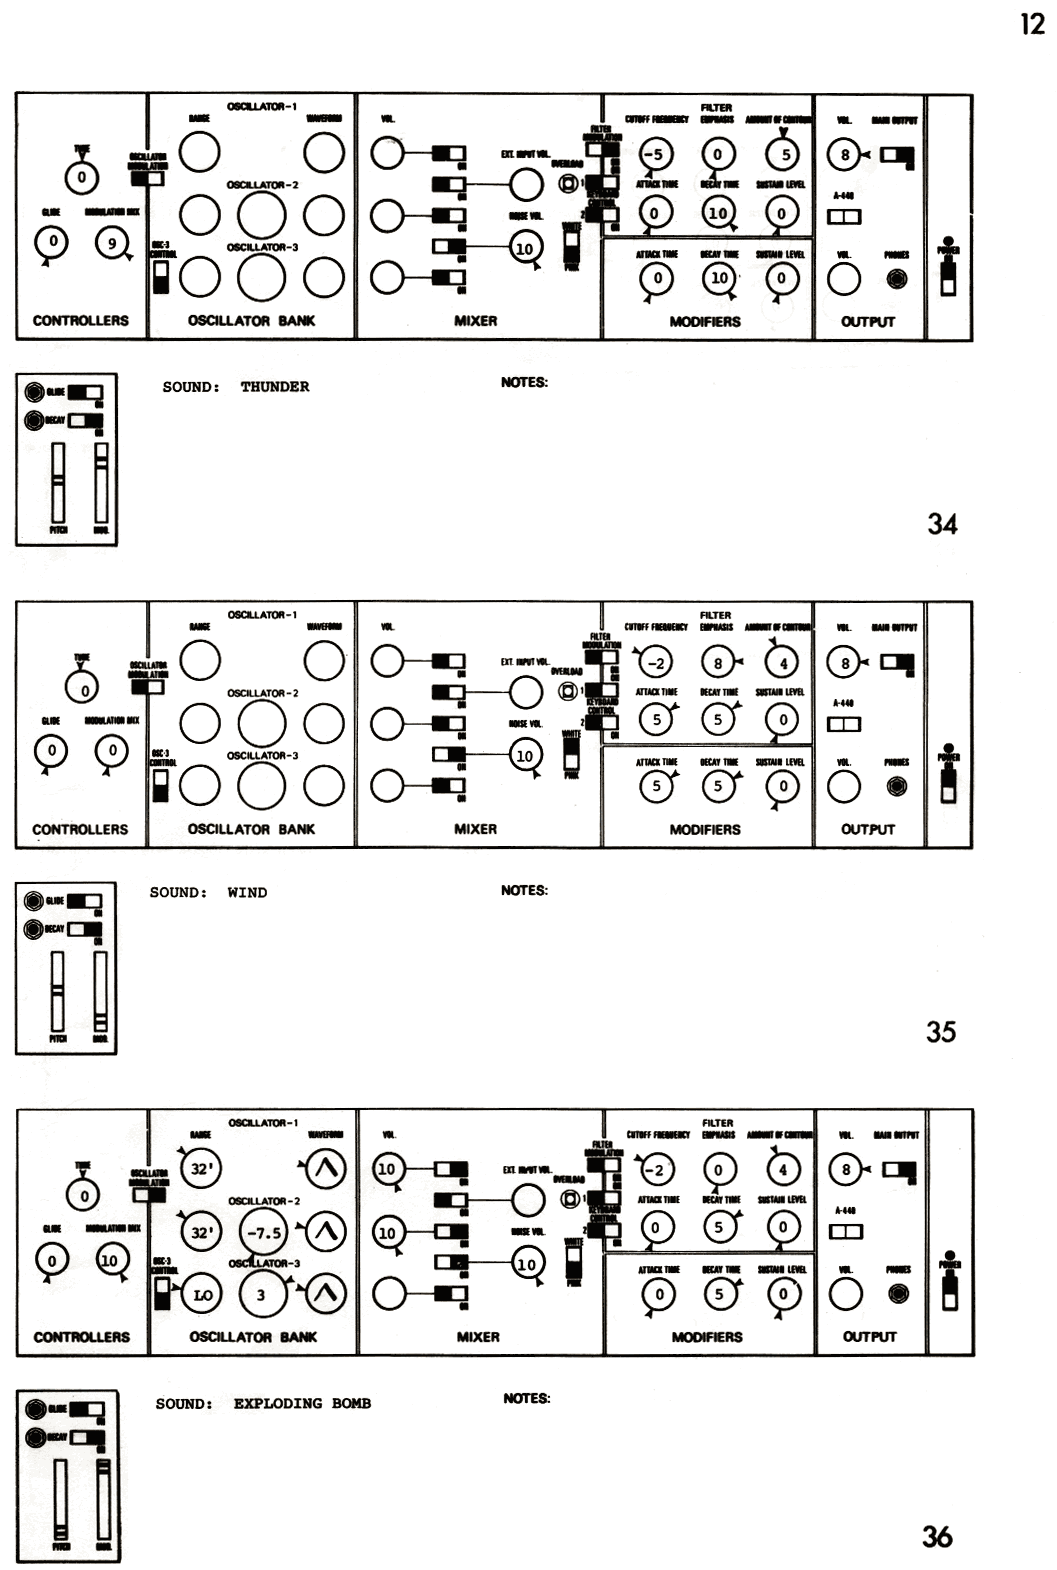 12
OSCILLATOR-1
RANGE WAVEFORM VOL.
FILTER
CUTOFF FREQUENCY EMPHASIS AMOUNT OF CONTOUR VOL. MAIN OUTPUT
TUNE
OSCILLATOR MODULATION
FILTER MODULATION
EXT. INPUT VOL.
OVERLOAD
ON
0 -5 0 5 8
OSCILLATOR-2
KEYBOARD CONTROL
1
2
ATTACK TIME DECAY TIME SUSTAIN LEVEL
A-440
GLIDE MODULATION MIX
NOISE VOL.
WHITE
0 10 0
0 9
OSC-3 CONTROL
OSCILLATOR-3
10
PINK
ATTACK TIME DECAY TIME SUSTAIN LEVEL VOL. PHONES
POWER
ON
0 10 0
CONTROLLERS OSCILLATOR BANK MIXER MODIFIERS OUTPUT
GLIDE
ON
DECAY
ON
PITCH MOD.
SOUND: THUNDER NOTES:
34
OSCILLATOR-1
RANGE WAVEFORM VOL.
FILTER
CUTOFF FREQUENCY EMPHASIS AMOUNT OF CONTOUR VOL. MAIN OUTPUT
TUNE
OSCILLATOR MODULATION
FILTER MODULATION
EXT. INPUT VOL.
OVERLOAD
ON
0 -2 8 4 8
OSCILLATOR-2
KEYBOARD CONTROL
1
2
ATTACK TIME DECAY TIME SUSTAIN LEVEL
A-440
GLIDE MODULATION MIX
NOISE VOL.
WHITE
5 5 0
0 0
OSC-3 CONTROL
OSCILLATOR-3
10
PINK
ATTACK TIME DECAY TIME SUSTAIN LEVEL VOL. PHONES
POWER
ON
5 5 0
CONTROLLERS OSCILLATOR BANK MIXER MODIFIERS OUTPUT
GLIDE
ON
DECAY
ON
PITCH MOD.
SOUND: WIND NOTES:
35
OSCILLATOR-1
RANGE WAVEFORM VOL.
FILTER
CUTOFF FREQUENCY EMPHASIS AMOUNT OF CONTOUR VOL. MAIN OUTPUT
TUNE
OSCILLATOR MODULATION
FILTER MODULATION
EXT. INPUT VOL.
OVERLOAD
ON
0 32' 10 -2 0 4 8
OSCILLATOR-2
KEYBOARD CONTROL
1
2
ATTACK TIME DECAY TIME SUSTAIN LEVEL
A-440
GLIDE MODULATION MIX
NOISE VOL.
WHITE
32' -7.5 10 0 5 0
0 10
OSC-3 CONTROL
OSCILLATOR-3
10
PINK
ATTACK TIME DECAY TIME SUSTAIN LEVEL VOL. PHONES
POWER
ON
LO 3 0 5 0
CONTROLLERS OSCILLATOR BANK MIXER MODIFIERS OUTPUT
GLIDE
ON
DECAY
ON
PITCH MOD.
SOUND: EXPLODING BOMB NOTES:
36